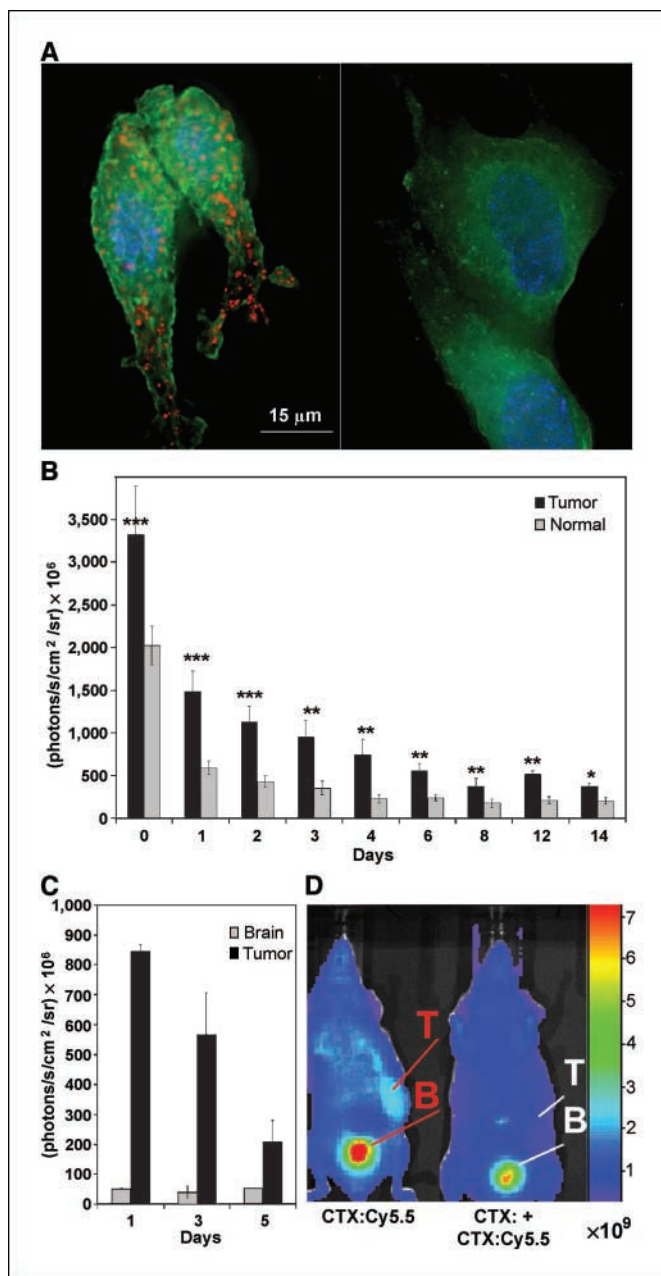 A
15 μm
B
(photons/s/cm² /sr) × 10⁶
3,500
3,000
2,500
2,000
1,500
1,000
500
0
Tumor
Normal
***
***
***
**
**
**
**
**
*
0 1 2 3 4 6 8 12 14
Days
C
(photons/s/cm² /sr) × 10⁶
1,000
900
800
700
600
500
400
300
200
100
0
Brain
Tumor
1 3 5
Days
D
T
B
T
B
7
6
5
4
3
2
1
×10⁹
CTX:Cy5.5
CTX: +
CTX:Cy5.5